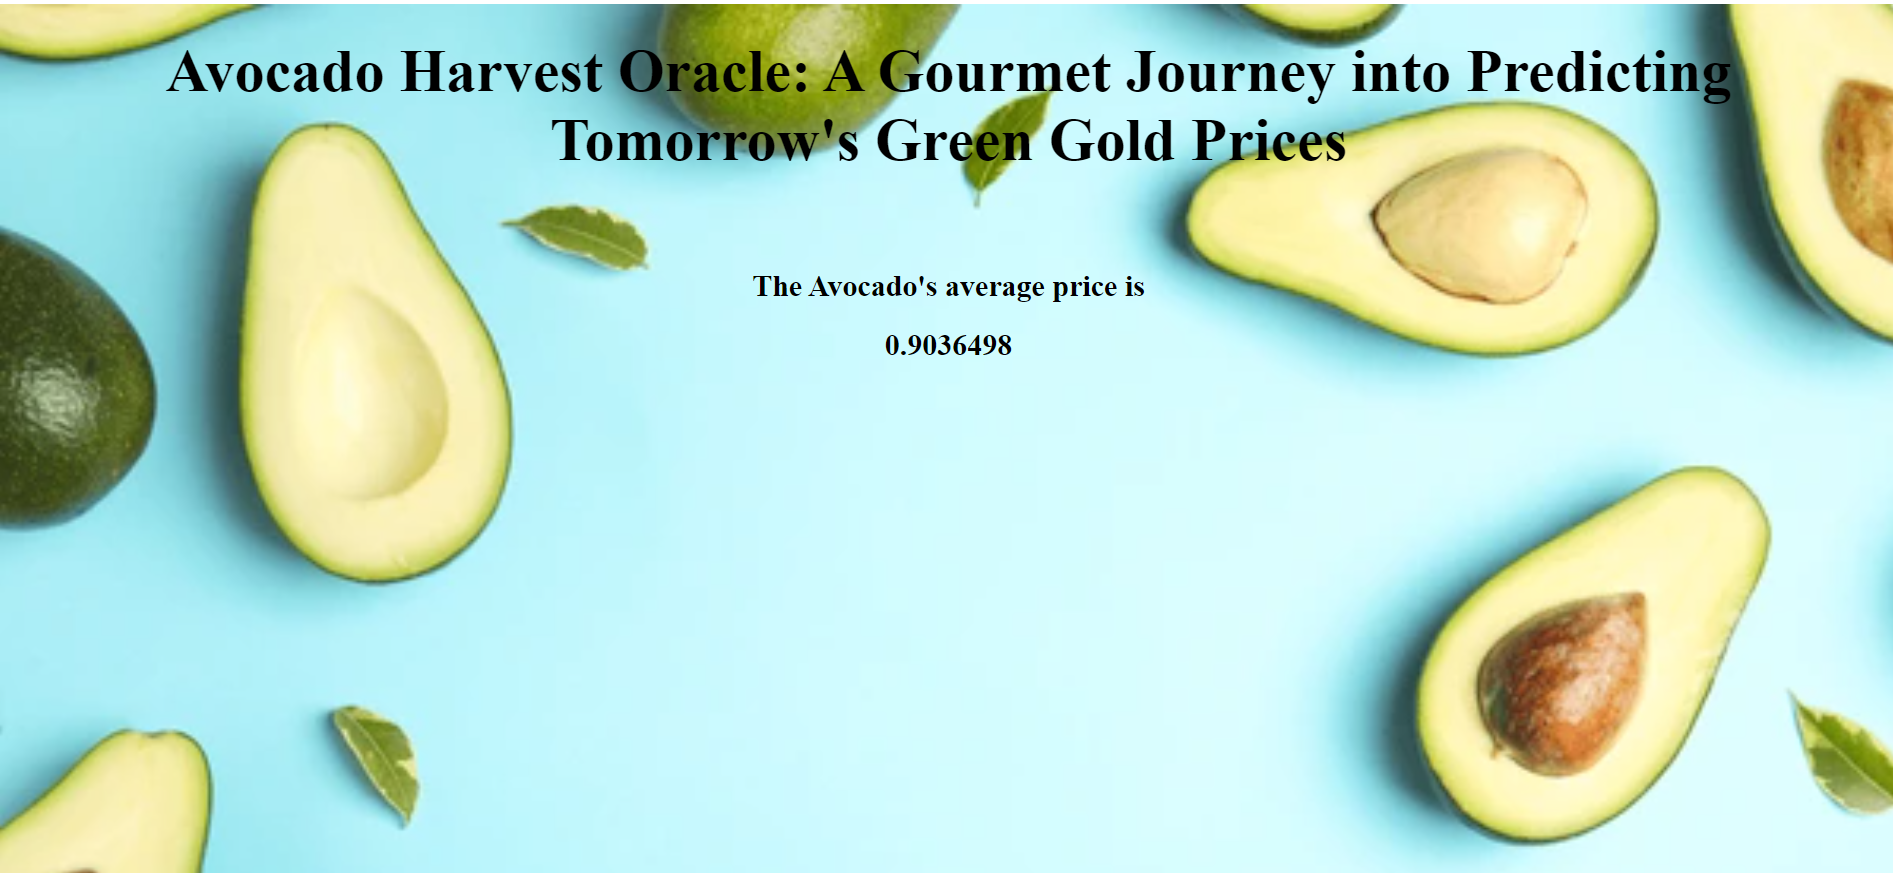 Avocado Harvest Oracle: A Gourmet Journey into Predicting
Tomorrow's Green Gold Prices
The Avocado's average price is
0.9036498